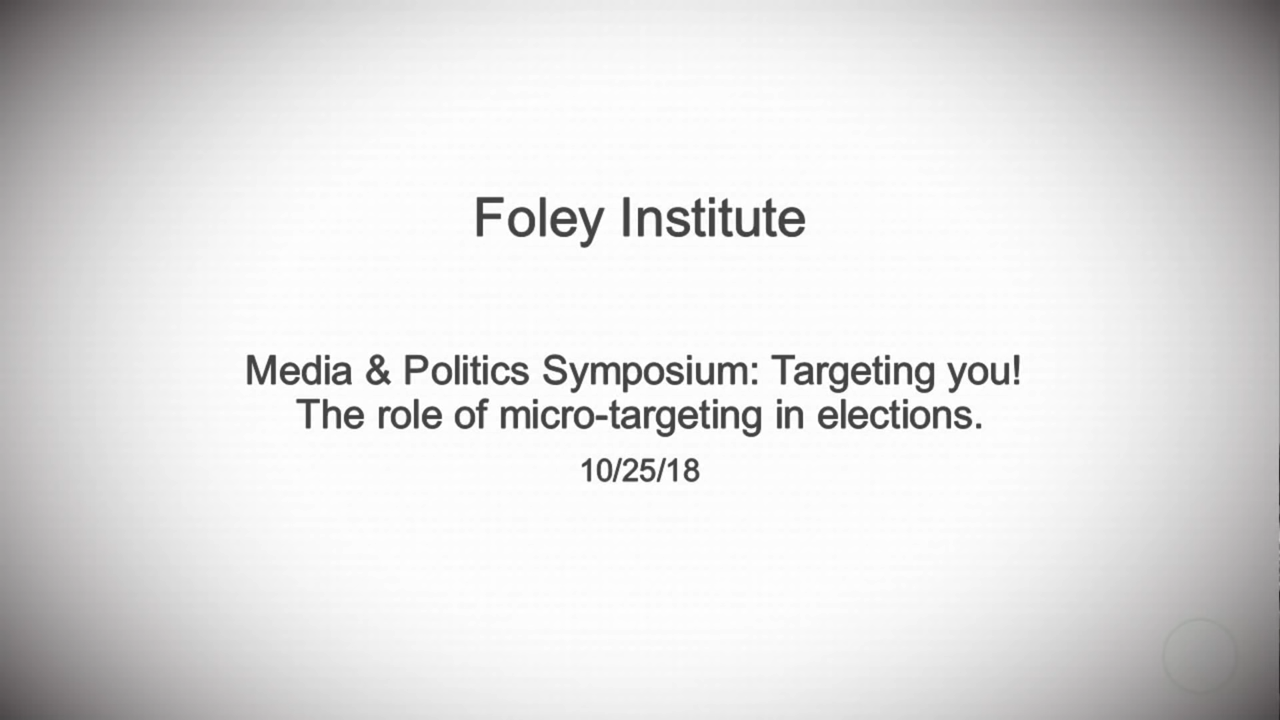 Foley Institute
Media & Politics Symposium: Targeting you!
The role of micro-targeting in elections.
10/25/18